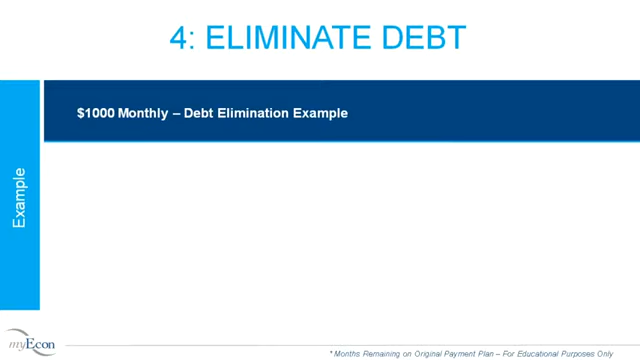 4: ELIMINATE DEBT
$1000 Monthly – Debt Elimination Example
Example
myEcon
* Months Remaining on Original Payment Plan – For Educational Purposes Only